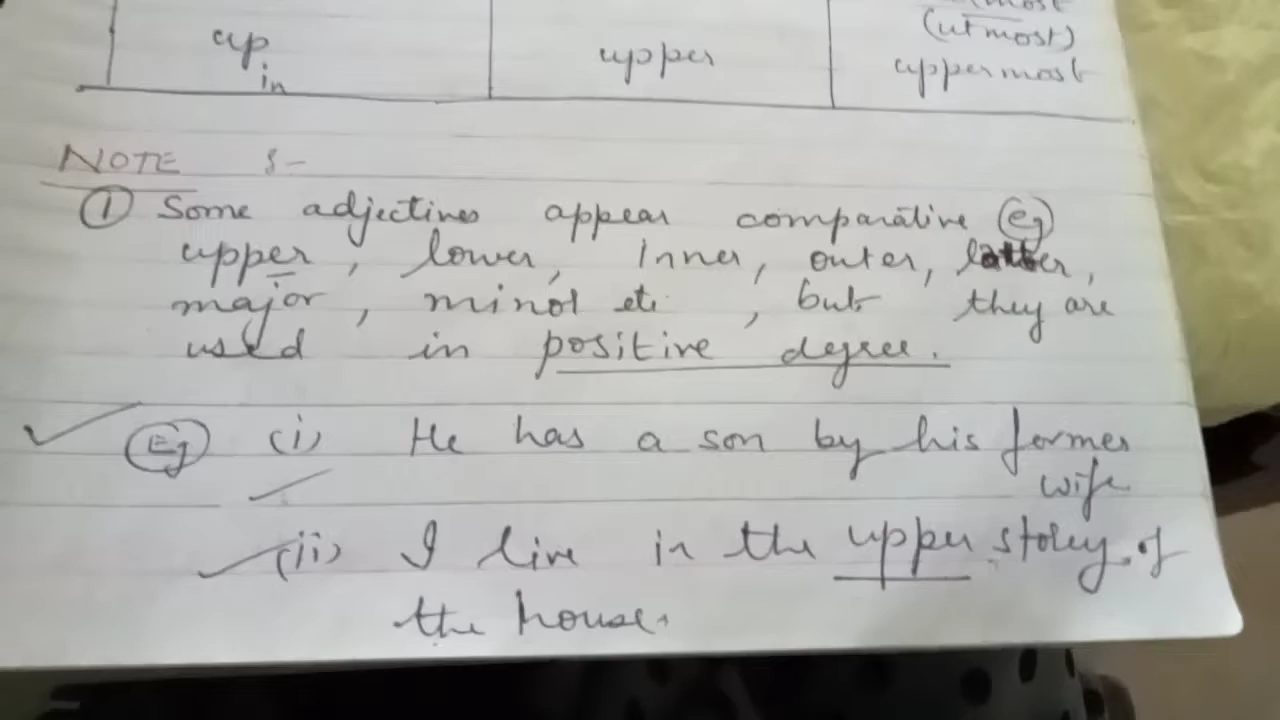 (utmost)
up upper uppermost
in
NOTE :-
① Some adjectives appear comparative (eg)
upper, lower, inner, outer, latter,
major, minor etc, but they are
used in positive degree.
(Eg) (i) He has a son by his former
wife
(ii) I live in the upper storey of
the house.